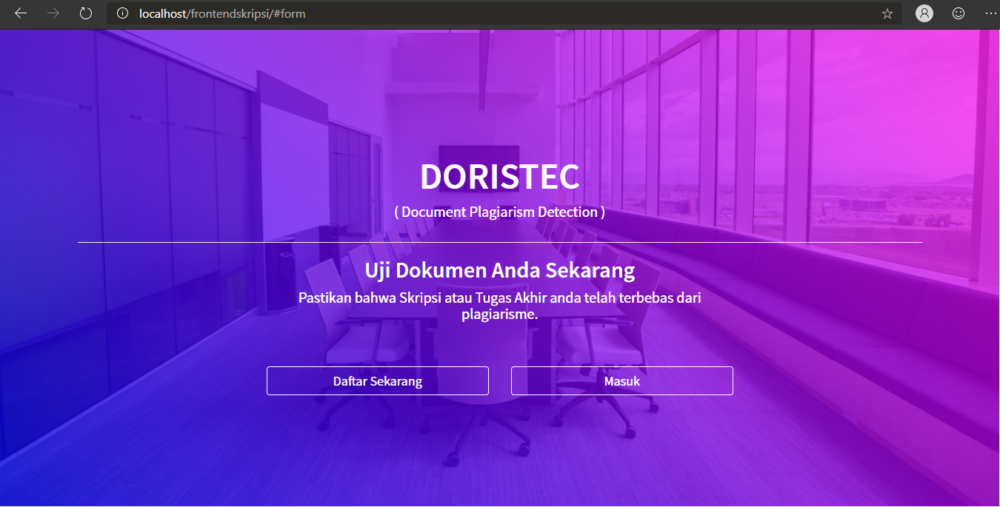 localhost/frontendskripsi/#form
DORISTEC
( Document Plagiarism Detection )
Uji Dokumen Anda Sekarang
Pastikan bahwa Skripsi atau Tugas Akhir anda telah terbebas dari
plagiarisme.
Daftar Sekarang
Masuk